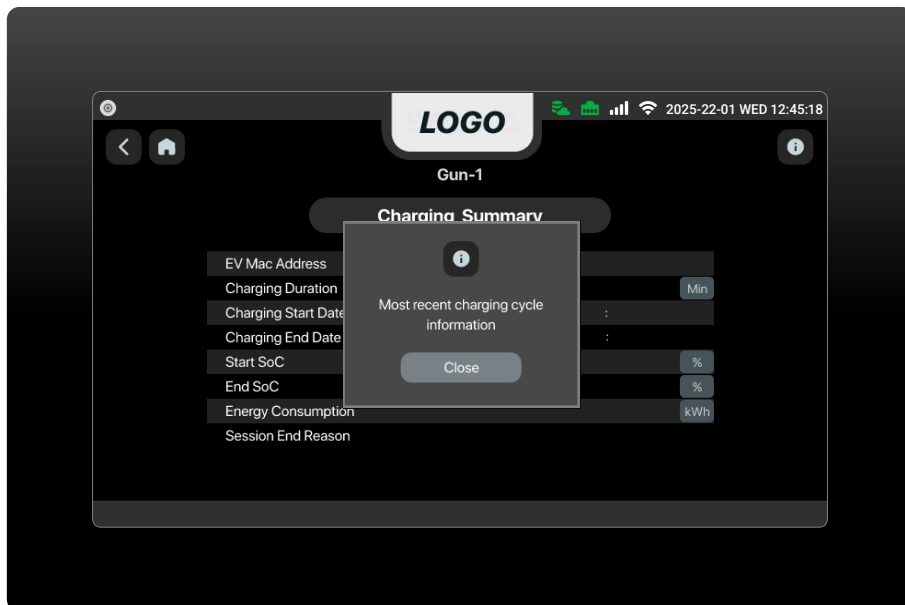 LOGO
2025-22-01 WED 12:45:18
Gun-1
Charging Summary
EV Mac Address
Charging Duration
Min
Charging Start Date
:
Charging End Date
:
Start SoC
%
End SoC
%
Energy Consumption
kWh
Session End Reason
Most recent charging cycle
information
Close